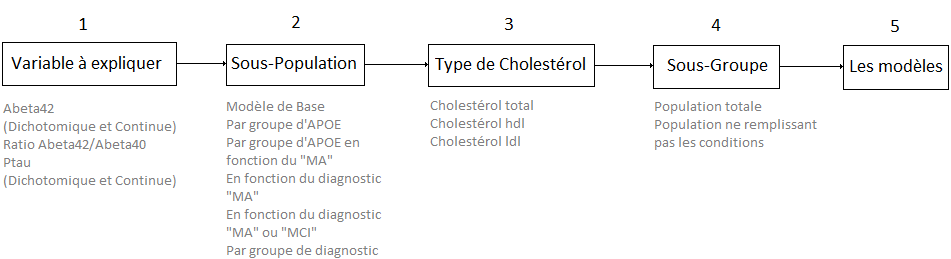 1
2
3
4
5
Variable à expliquer
Sous-Population
Type de Cholestérol
Sous-Groupe
Les modèles
Abeta42
(Dichotomique et Continue)
Ratio Abeta42/Abeta40
Ptau
(Dichotomique et Continue)
Modèle de Base
Par groupe d'APOE
Par groupe d'APOE en
fonction du "MA"
En fonction du diagnostic
"MA"
En fonction du diagnostic
"MA" ou "MCI"
Par groupe de diagnostic
Cholestérol total
Cholestérol hdl
Cholestérol ldl
Population totale
Population ne remplissant
pas les conditions